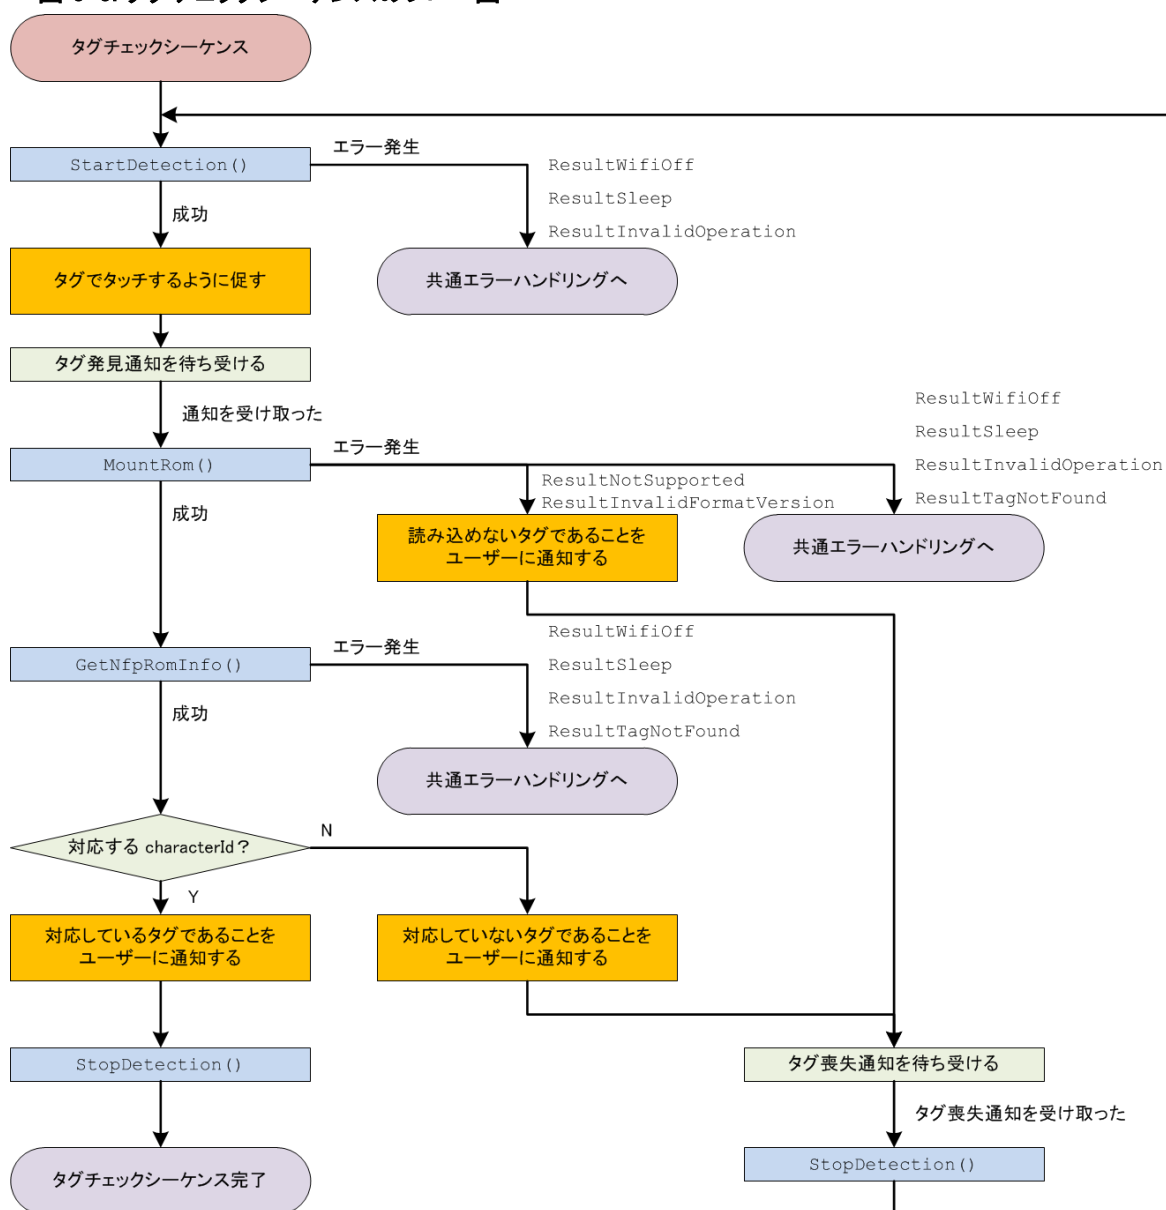 タグチェックシーケンス
StartDetection()
エラー発生
ResultWifiOff
ResultSleep
ResultInvalidOperation
成功
タグでタッチするように促す
共通エラーハンドリングへ
タグ発見通知を待ち受ける
通知を受け取った
MountRom()
エラー発生
ResultWifiOff
ResultSleep
ResultInvalidOperation
ResultTagNotFound
ResultNotSupported
ResultInvalidFormatVersion
成功
読み込めないタグであることを
ユーザーに通知する
共通エラーハンドリングへ
GetNfpRomInfo()
エラー発生
ResultWifiOff
ResultSleep
ResultInvalidOperation
ResultTagNotFound
成功
共通エラーハンドリングへ
対応する characterId？
N
Y
対応しているタグであることを
ユーザーに通知する
対応していないタグであることを
ユーザーに通知する
StopDetection()
タグ喪失通知を待ち受ける
タグ喪失通知を受け取った
タグチェックシーケンス完了
StopDetection()